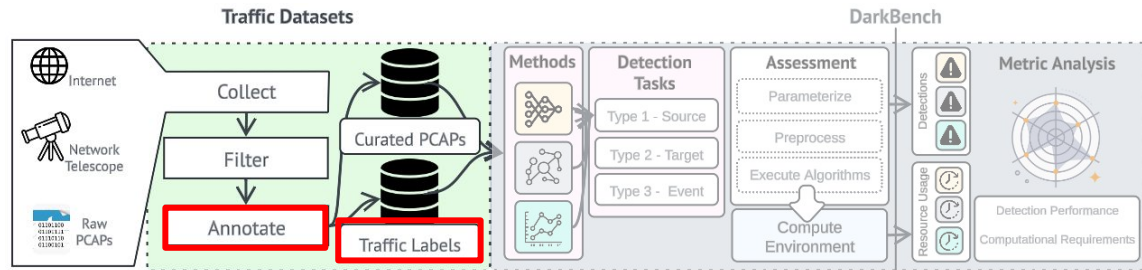 Traffic Datasets
DarkBench
Internet
Network
Telescope
Raw
PCAPs
01101100
01101011
Collect
Filter
Annotate
Curated PCAPs
Traffic Labels
Methods
Detection
Tasks
Type 1 - Source
Type 2 - Target
Type 3 - Event
Assessment
Parameterize
Preprocess
Execute Algorithms
Compute
Environment
Detections
Resource Usage
Metric Analysis
Detection Performance
Computational Requirements